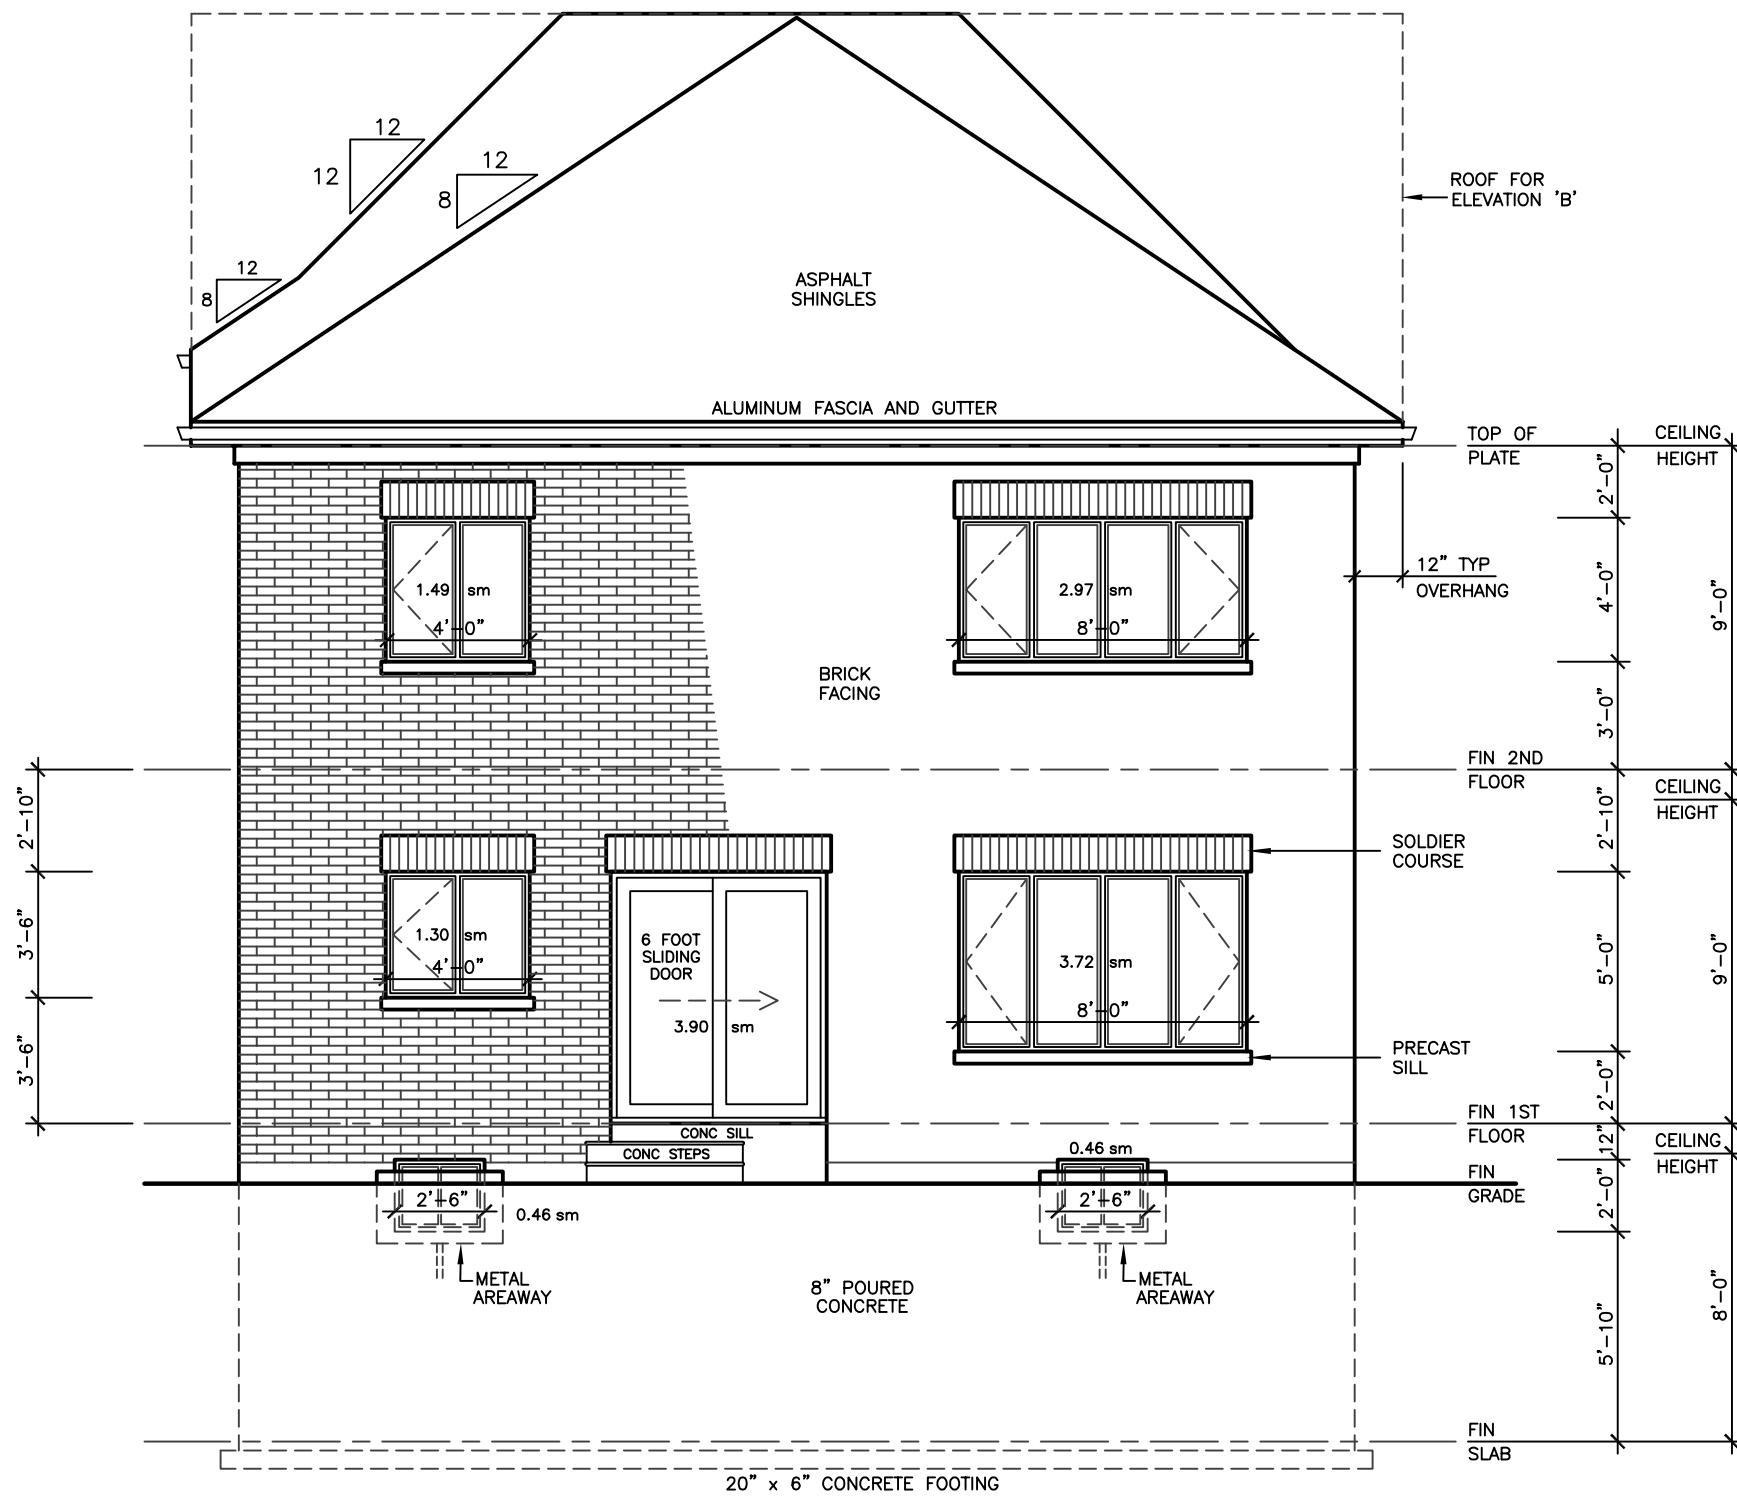 12
12
12
8
12
8
ROOF FOR
ELEVATION 'B'
ASPHALT
SHINGLES
ALUMINUM FASCIA AND GUTTER
TOP OF
PLATE
CEILING
HEIGHT
2'-0"
1.49 sm
4'-0"
2.97 sm
8'-0"
12" TYP
OVERHANG
4'-0"
9'-0"
BRICK
FACING
3'-0"
FIN 2ND
FLOOR
CEILING
HEIGHT
2'-10"
2'-10"
SOLDIER
COURSE
3'-6"
1.30 sm
4'-0"
6 FOOT
SLIDING
DOOR
3.90 sm
3.72 sm
8'-0"
5'-0"
9'-0"
3'-6"
PRECAST
SILL
2'-0"
FIN 1ST
FLOOR
12"
CONC SILL
CONC STEPS
0.46 sm
CEILING
HEIGHT
FIN
GRADE
2'-0"
2'-6"
0.46 sm
2'-6"
METAL
AREAWAY
8" POURED
CONCRETE
METAL
AREAWAY
5'-10"
8'-0"
FIN
SLAB
20" x 6" CONCRETE FOOTING